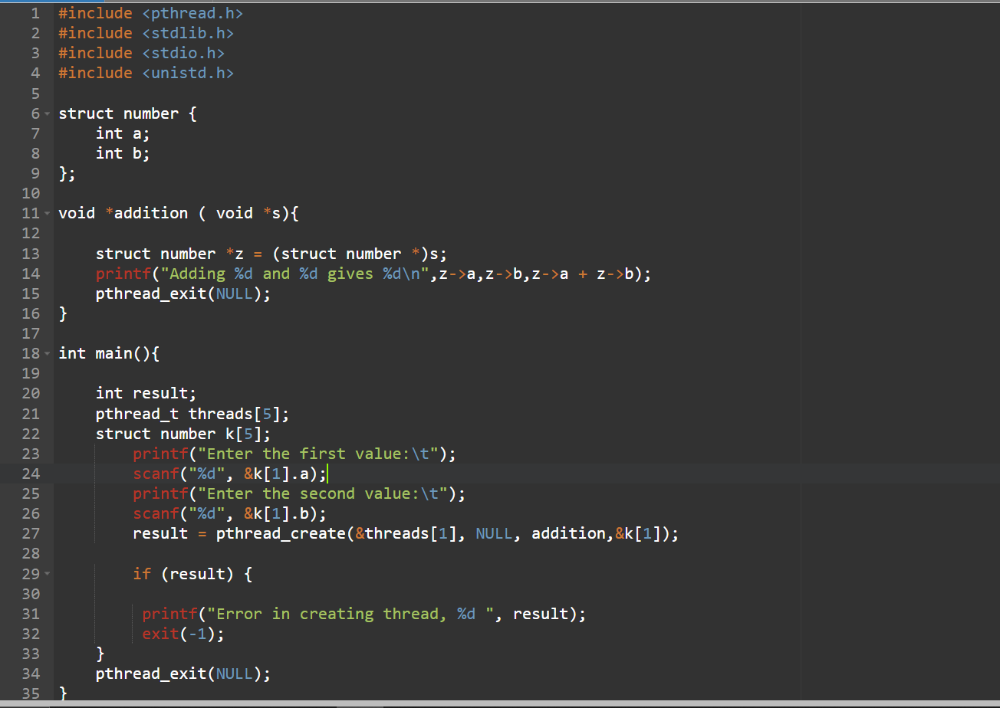 1 #include <pthread.h>
2 #include <stdlib.h>
3 #include <stdio.h>
4 #include <unistd.h>
5
6 struct number {
7     int a;
8     int b;
9 };
10
11 void *addition ( void *s){
12
13     struct number *z = (struct number *)s;
14     printf("Adding %d and %d gives %d\n",z->a,z->b,z->a + z->b);
15     pthread_exit(NULL);
16 }
17
18 int main(){
19
20     int result;
21     pthread_t threads[5];
22     struct number k[5];
23         printf("Enter the first value:\t");
24         scanf("%d", &k[1].a);
25         printf("Enter the second value:\t");
26         scanf("%d", &k[1].b);
27         result = pthread_create(&threads[1], NULL, addition,&k[1]);
28
29         if (result) {
30
31          printf("Error in creating thread, %d ", result);
32          exit(-1);
33     }
34     pthread_exit(NULL);
35 }